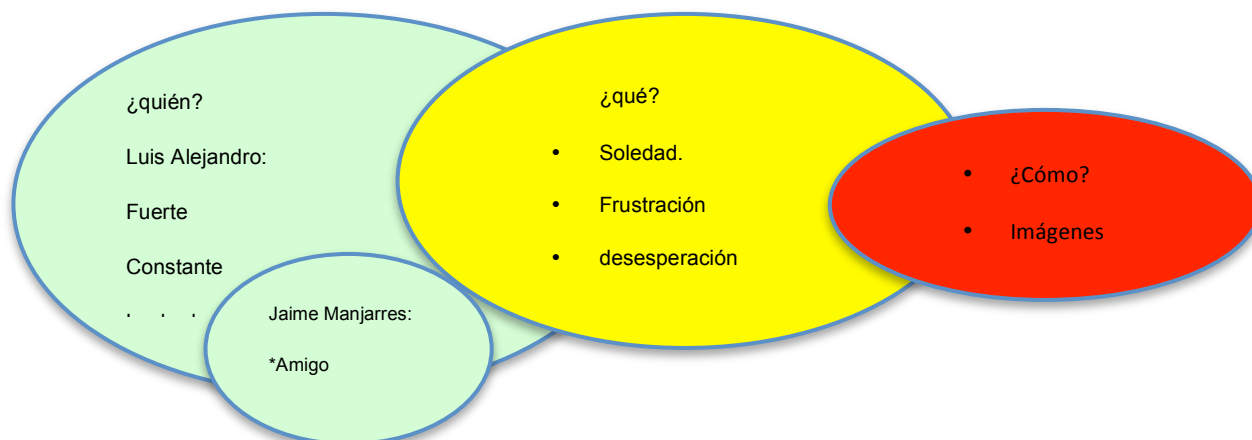 ¿quién?
Luis Alejandro:
Fuerte
Constante
Jaime Manjarres:
*Amigo
¿qué?
• Soledad.
• Frustración
• desesperación
• ¿Cómo?
• Imágenes